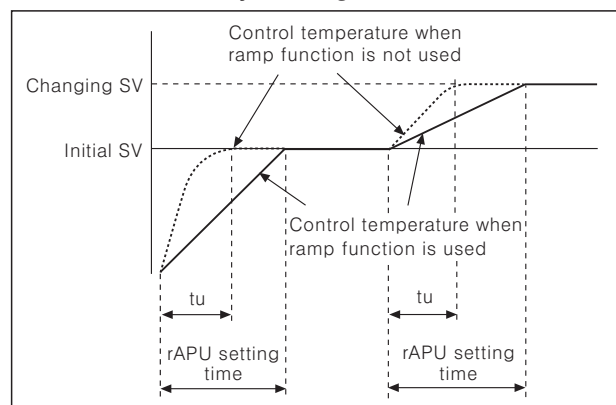 Control temperature when
ramp function is not used
Changing SV
Initial SV
Control temperature when
ramp function is used
tu
tu
rAPU setting
time
rAPU setting
time